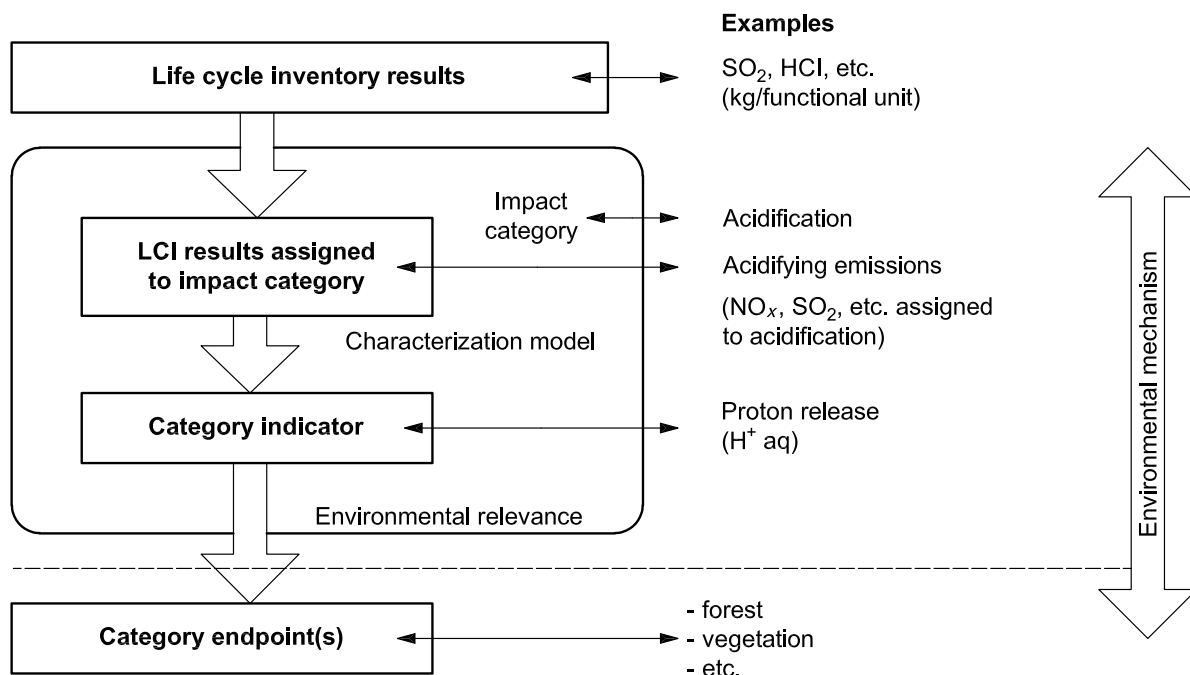 Examples
Life cycle inventory results
SO₂, HCl, etc.
(kg/functional unit)
Impact
category
Acidification
LCI results assigned
to impact category
Acidifying emissions
(NOₓ, SO₂, etc. assigned
to acidification)
Characterization model
Category indicator
Proton release
(H⁺ aq)
Environmental relevance
Environmental mechanism
Category endpoint(s)
- forest
- vegetation
- etc.